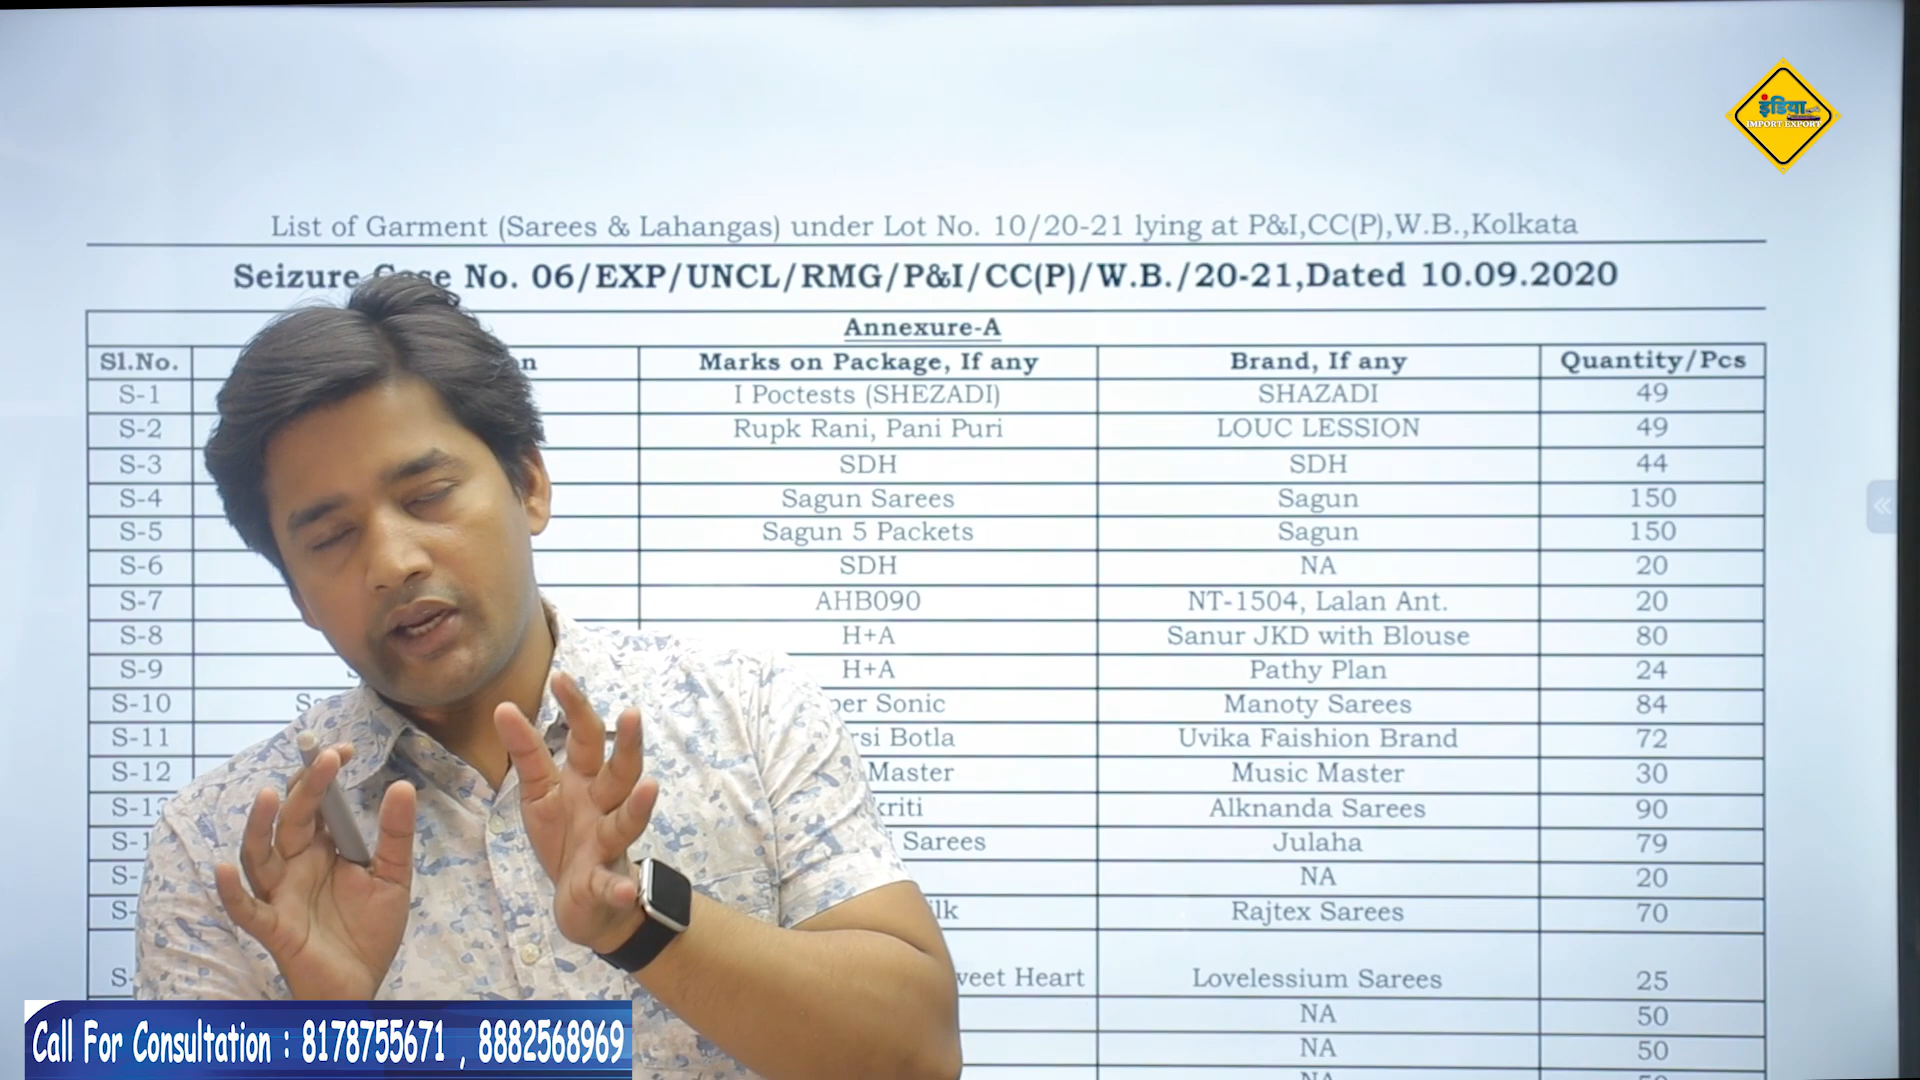 इंडिया
IMPORT EXPORT
List of Garment (Sarees & Lahangas) under Lot No. 10/20-21 lying at P&I,CC(P),W.B.,Kolkata
Seizure Case No. 06/EXP/UNCL/RMG/P&I/CC(P)/W.B./20-21,Dated 10.09.2020
Annexure-A
Sl.No. Marks on Package, If any Brand, If any Quantity/Pcs
S-1 I Poctests (SHEZADI) SHAZADI 49
S-2 Rupk Rani, Pani Puri LOUC LESSION 49
S-3 SDH SDH 44
S-4 Sagun Sarees Sagun 150
S-5 Sagun 5 Packets Sagun 150
S-6 SDH NA 20
S-7 AHB090 NT-1504, Lalan Ant. 20
S-8 H+A Sanur JKD with Blouse 80
S-9 H+A Pathy Plan 24
S-10 Sonic Manoty Sarees 84
S-11 Botla Uvika Faishion Brand 72
S-12 Master Music Master 30
Alknanda Sarees 90
Sarees Julaha 79
NA 20
Rajtex Sarees 70
Heart Lovelessium Sarees 25
NA 50
NA 50
Call For Consultation : 8178755671 , 8882568969